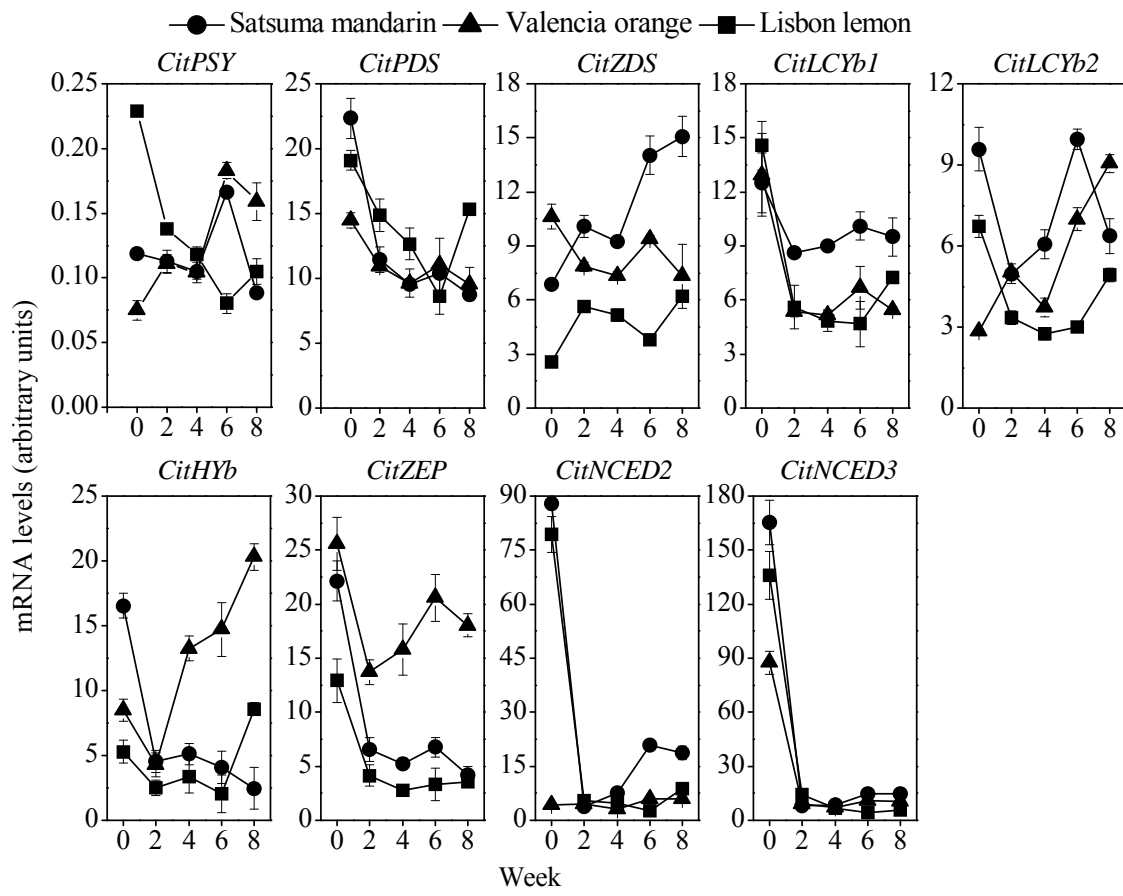 Satsuma mandarin Valencia orange Lisbon lemon
CitPSY CitPDS CitZDS CitLCYb1 CitLCYb2
0.25 25 18 18 12
0.20 20 15 15 9
0.15 15 12 12 6
0.10 10 9 9 3
0.05 5 6 6 0
0.00 0 3 3
0 0
0 2 4 6 8 0 2 4 6 8 0 2 4 6 8 0 2 4 6 8 0 2 4 6 8
mRNA levels (arbitrary units)
CitHYb CitZEP CitNCED2 CitNCED3
25 30 90 180
20 25 75 150
15 20 60 120
10 15 45 90
5 10 30 60
0 5 15 30
0 0 0
0 2 4 6 8 0 2 4 6 8 0 2 4 6 8 0 2 4 6 8
Week